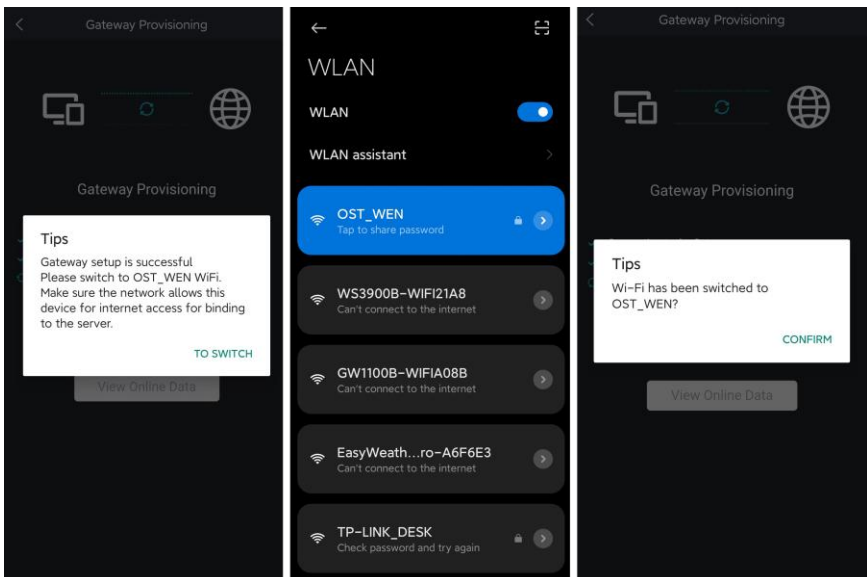 Gateway Provisioning
Gateway Provisioning
Tips
Gateway setup is successful
Please switch to OST_WEN WiFi.
Make sure the network allows this
device for internet access for binding
to the server.
TO SWITCH
View Online Data
WLAN
WLAN
WLAN assistant
OST_WEN
Tap to share password
WS3900B-WIFI21A8
Can't connect to the internet
GW1100B-WIFIA08B
Can't connect to the internet
EasyWeath...ro-A6F6E3
Can't connect to the internet
TP-LINK_DESK
Check password and try again
Gateway Provisioning
Gateway Provisioning
Tips
Wi-Fi has been switched to
OST_WEN?
CONFIRM
View Online Data